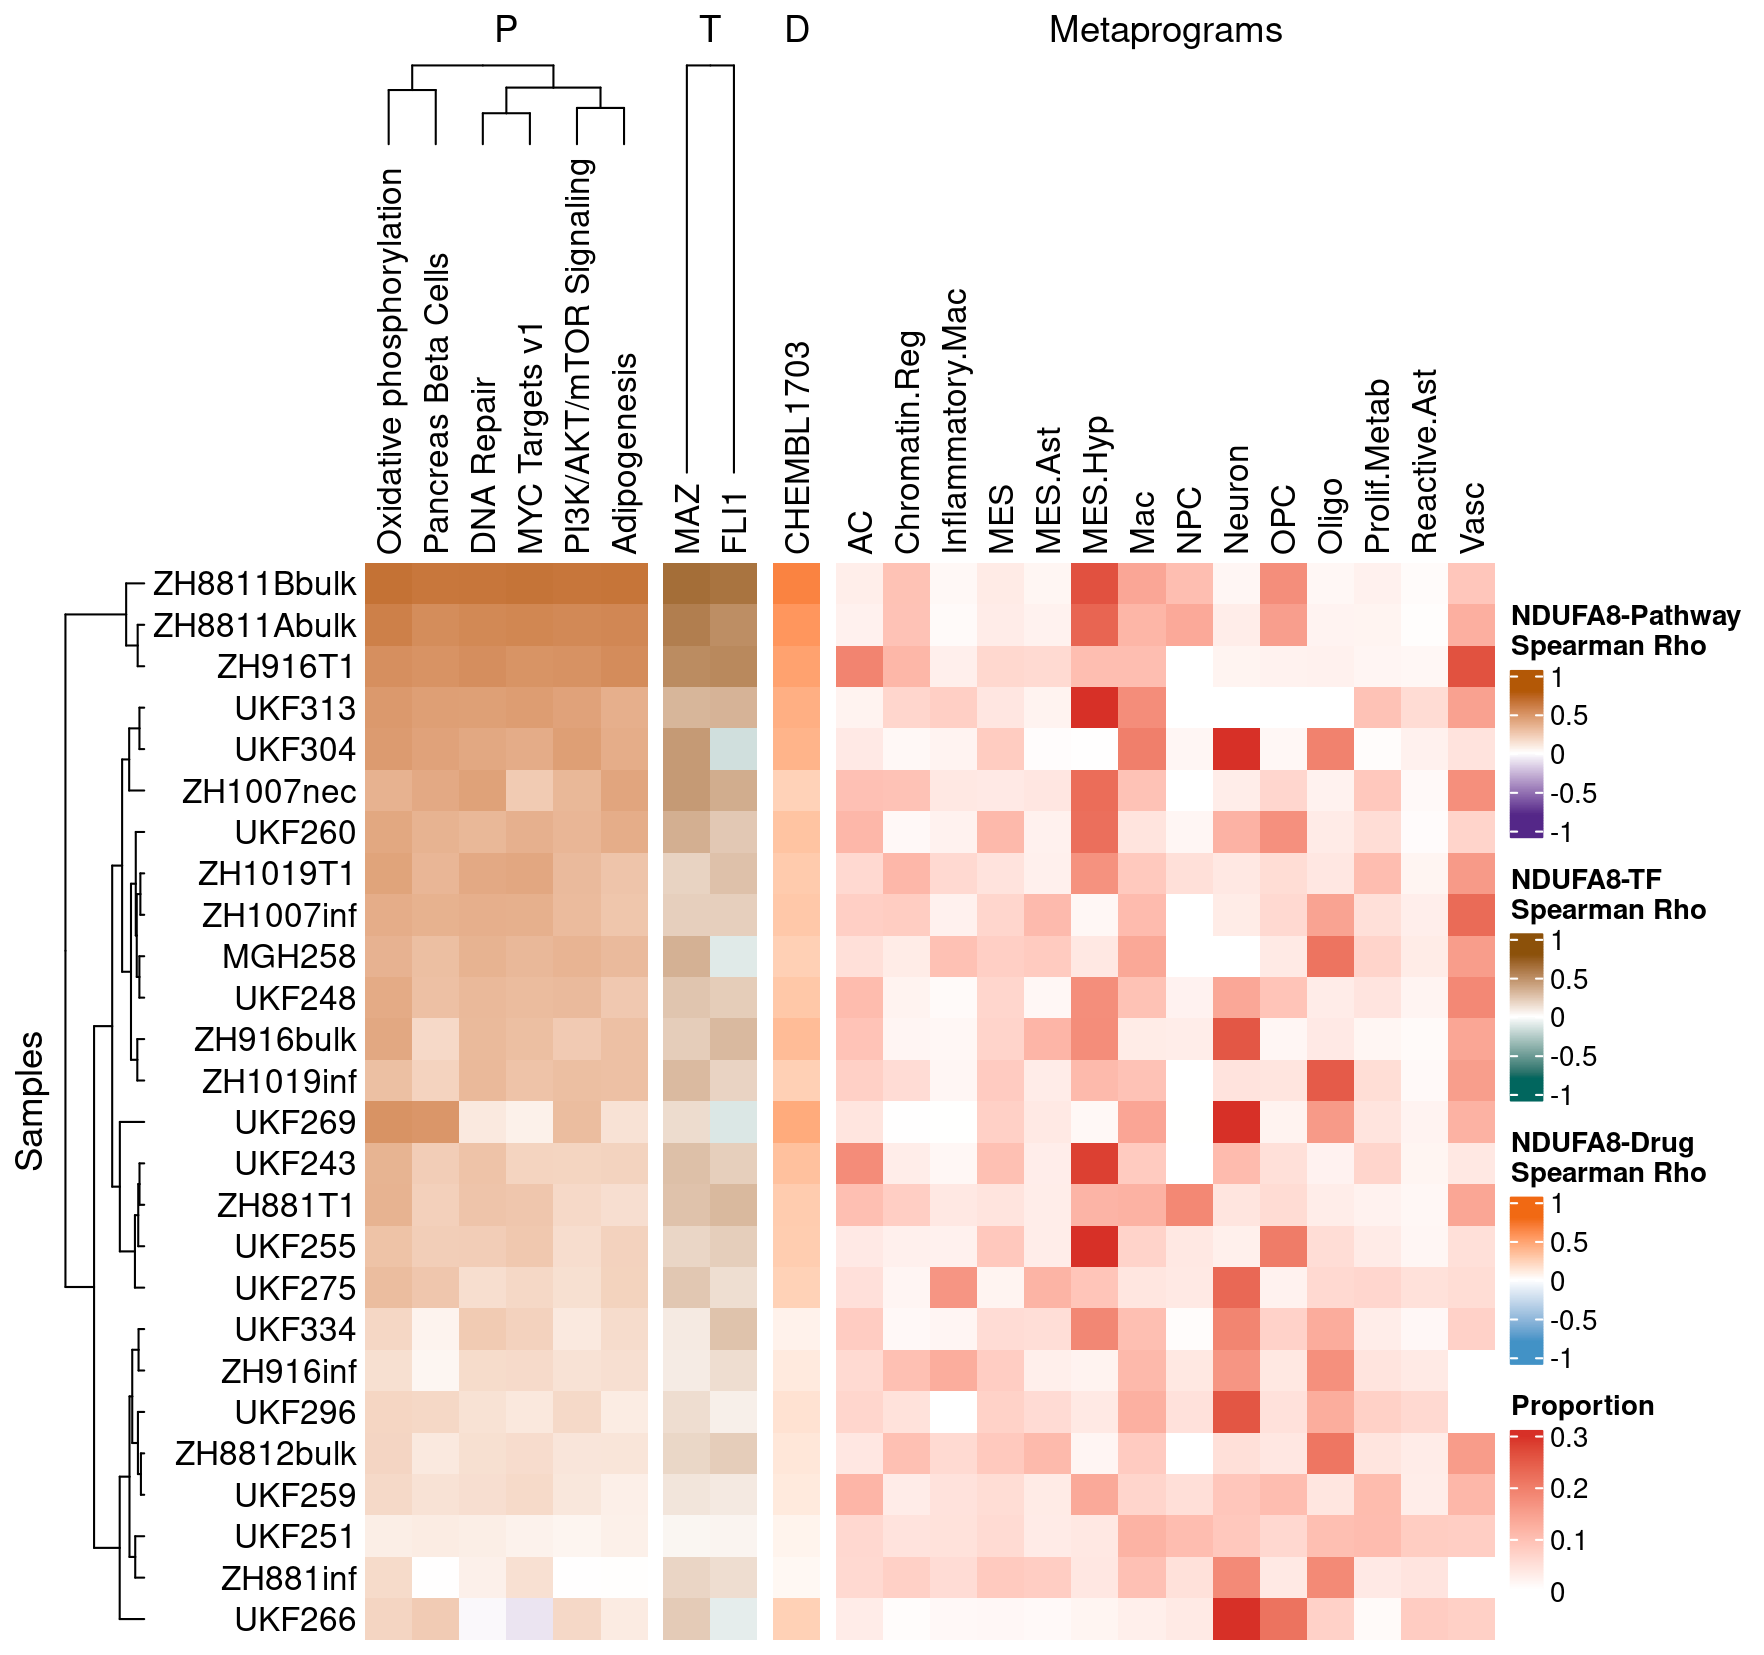 P T D Metaprograms
Oxidative phosphorylation
Pancreas Beta Cells
DNA Repair
MYC Targets v1
PI3K/AKT/mTOR Signaling
Adipogenesis
MAZ
FLI1
CHEMBL1703
AC
Chromatin.Reg
Inflammatory.Mac
MES
MES.Ast
MES.Hyp
Mac
NPC
Neuron
OPC
Oligo
Prolif.Metab
Reactive.Ast
Vasc
Samples
ZH8811Bbulk
ZH8811Abulk
ZH916T1
UKF313
UKF304
ZH1007nec
UKF260
ZH1019T1
ZH1007inf
MGH258
UKF248
ZH916bulk
ZH1019inf
UKF269
UKF243
ZH881T1
UKF255
UKF275
UKF334
ZH916inf
UKF296
ZH8812bulk
UKF259
UKF251
ZH881inf
UKF266
NDUFA8-Pathway
Spearman Rho
1
0.5
0
-0.5
-1
NDUFA8-TF
Spearman Rho
1
0.5
0
-0.5
-1
NDUFA8-Drug
Spearman Rho
1
0.5
0
-0.5
-1
Proportion
0.3
0.2
0.1
0